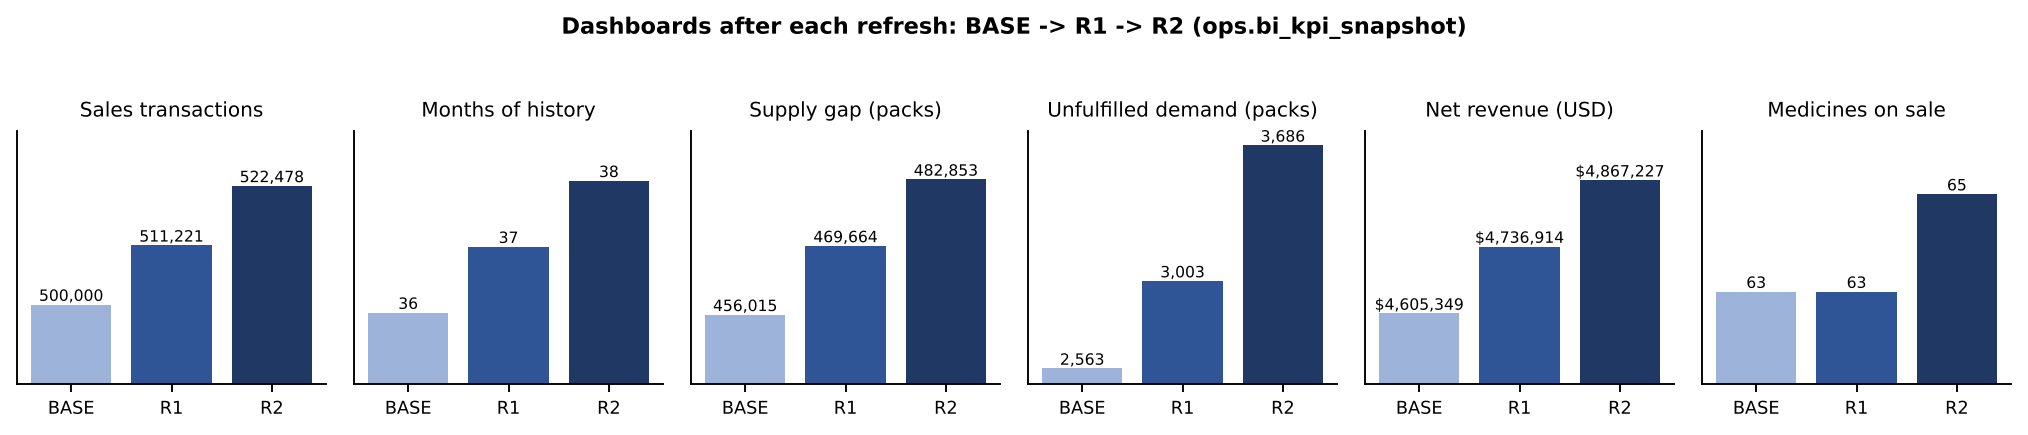 Dashboards after each refresh: BASE -> R1 -> R2 (ops.bi_kpi_snapshot)
Sales transactions
500,000
511,221
522,478
BASE R1 R2
Months of history
36
37
38
BASE R1 R2
Supply gap (packs)
456,015
469,664
482,853
BASE R1 R2
Unfulfilled demand (packs)
2,563
3,003
3,686
BASE R1 R2
Net revenue (USD)
$4,605,349
$4,736,914
$4,867,227
BASE R1 R2
Medicines on sale
63
63
65
BASE R1 R2